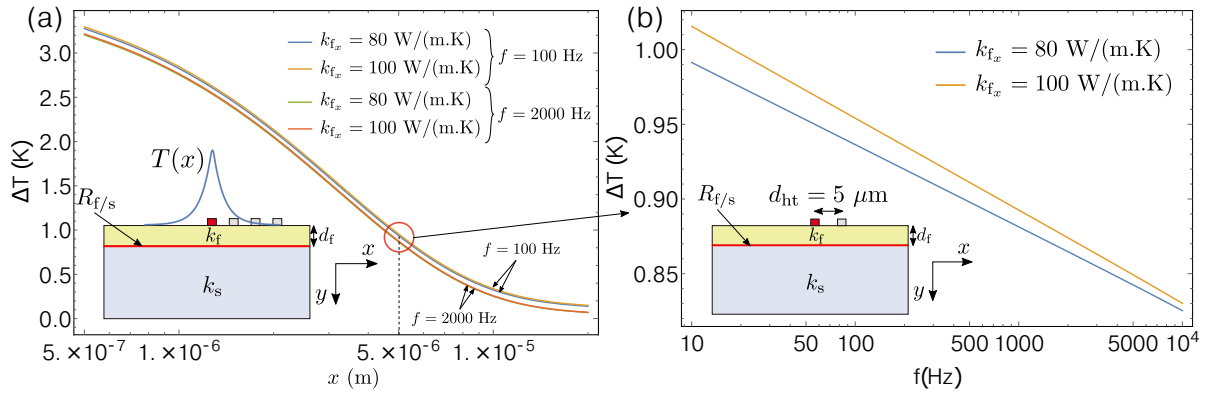 (a)
ΔT (K)
3.0
2.5
2.0
1.5
1.0
0.5
0.0
k_{f_x} = 80 W/(m.K)
k_{f_x} = 100 W/(m.K)
f = 100 Hz
k_{f_x} = 80 W/(m.K)
k_{f_x} = 100 W/(m.K)
f = 2000 Hz
T(x)
R_{f/s}
k_f
d_f
k_s
x
y
f = 100 Hz
f = 2000 Hz
5.×10⁻⁷
1.×10⁻⁶
5.×10⁻⁶
1.×10⁻⁵
x (m)
(b)
ΔT (K)
1.00
0.95
0.90
0.85
k_{f_x} = 80 W/(m.K)
k_{f_x} = 100 W/(m.K)
d_{ht} = 5 μm
R_{f/s}
k_f
d_f
k_s
x
y
10
50
100
500
1000
5000
10⁴
f(Hz)